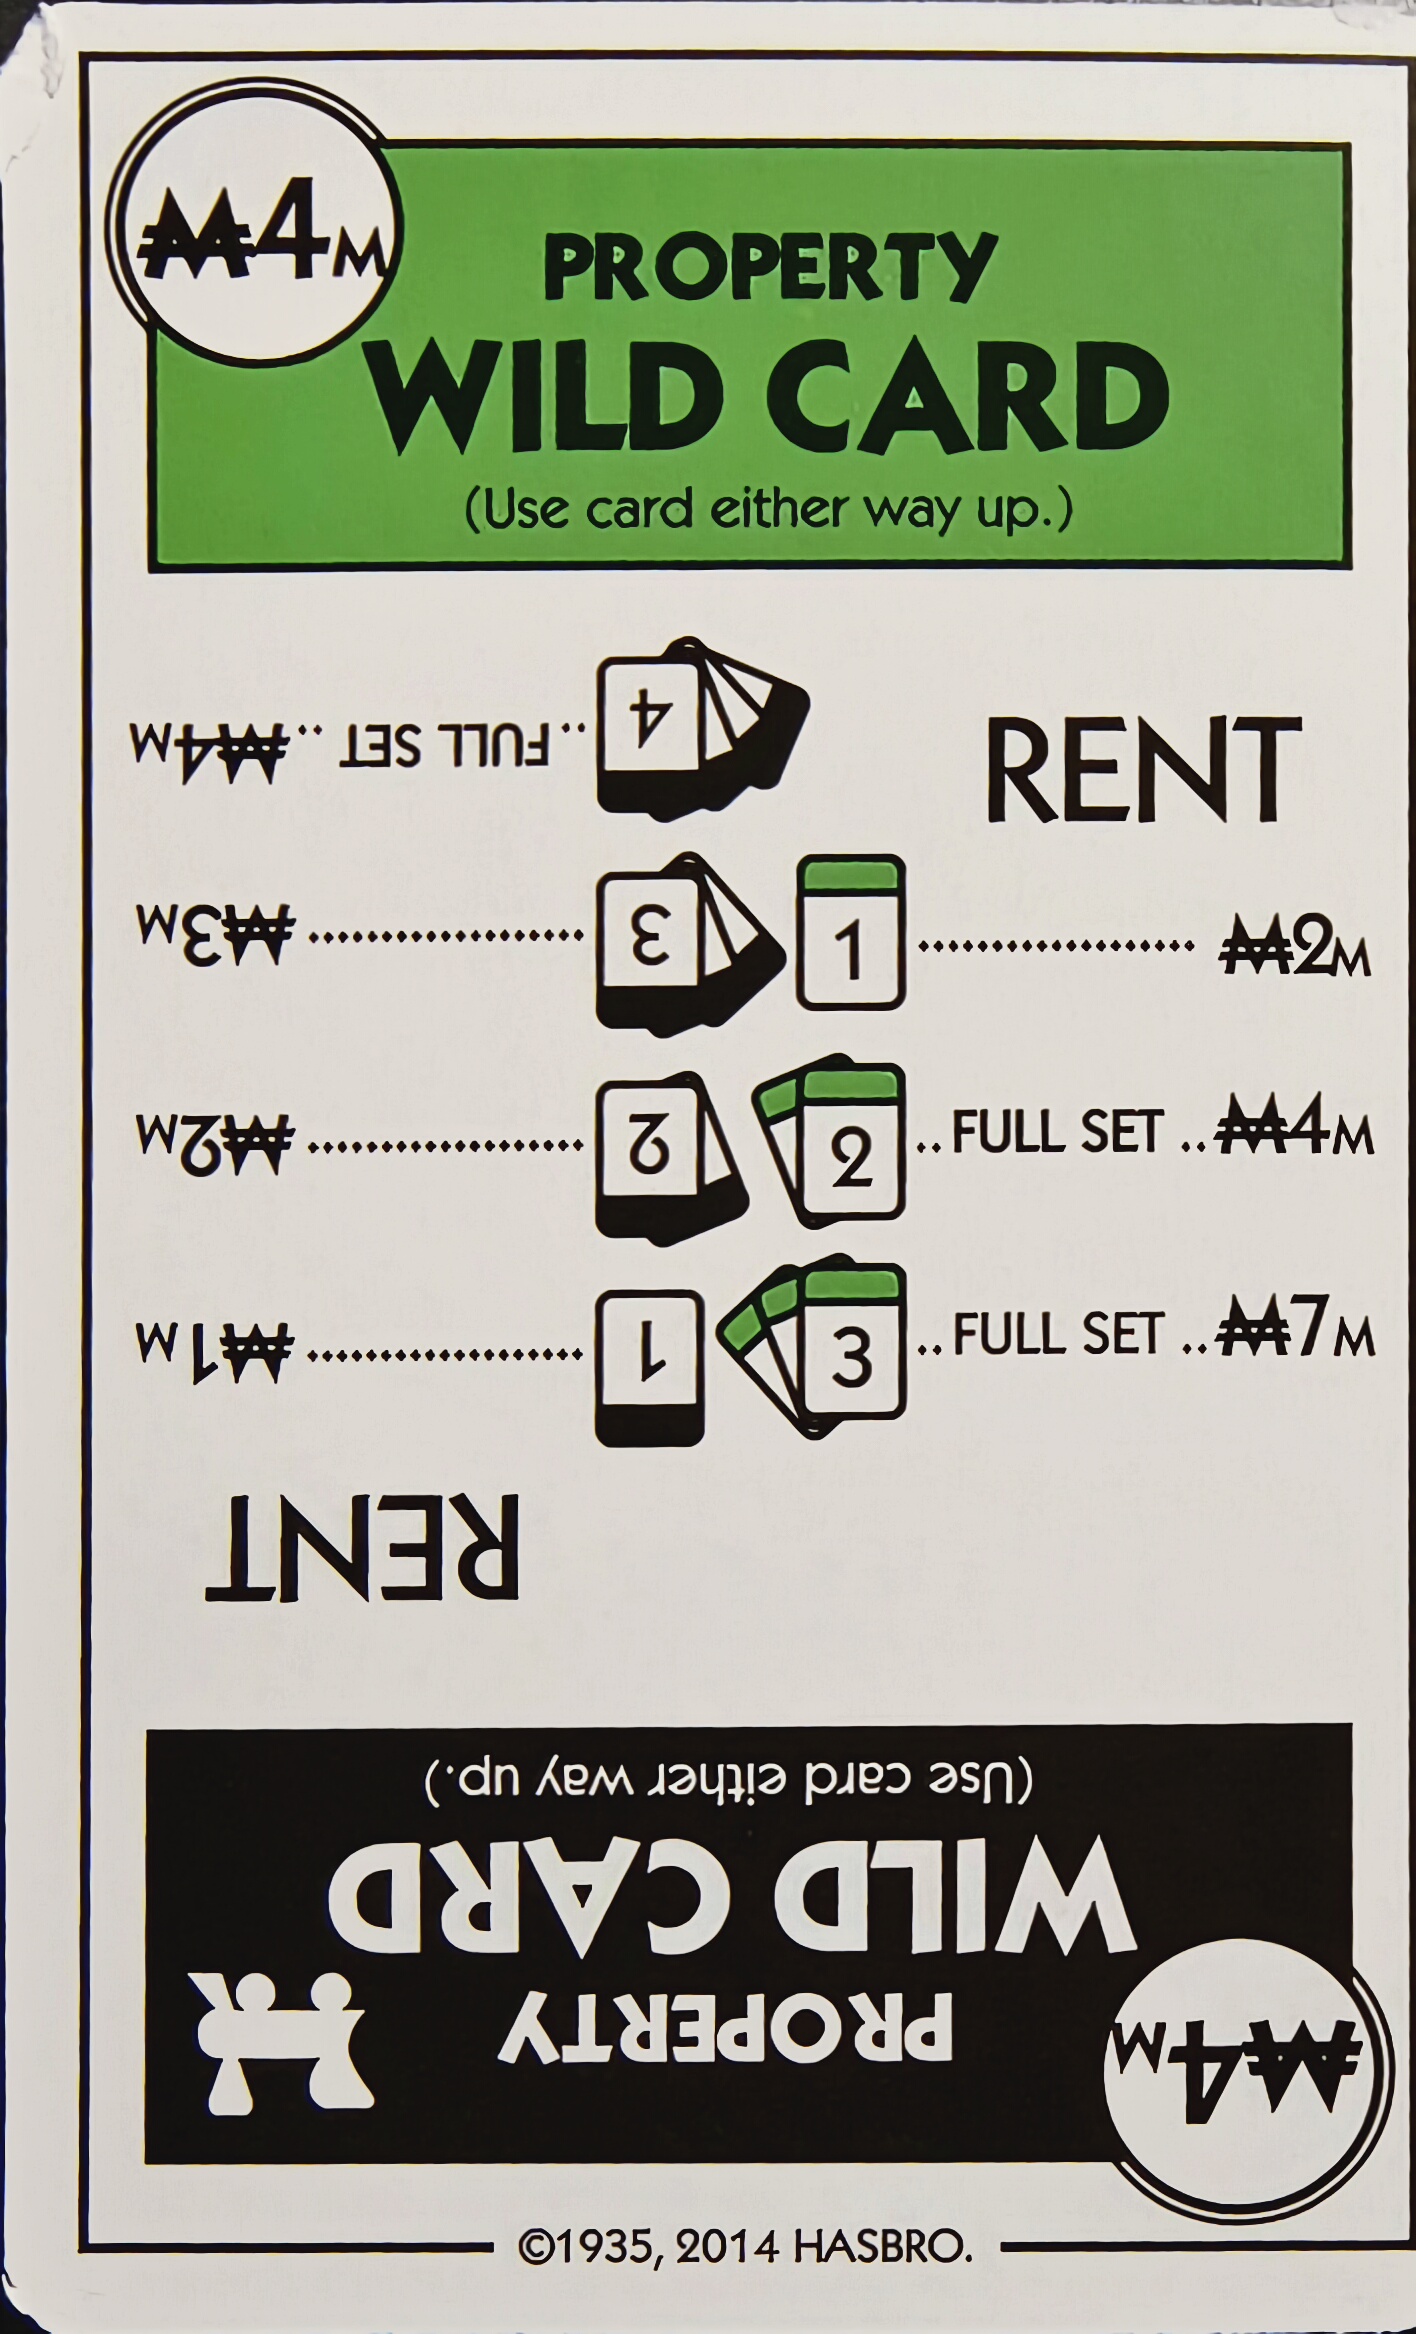 ₩4M
PROPERTY
WILD CARD
(Use card either way up.)
RENT
1 .................... ₩2M
2 .. FULL SET .. ₩4M
3 .. FULL SET .. ₩7M
₩4M
PROPERTY
WILD CARD
(Use card either way up.)
RENT
1 .................... ₩1M
2 .................... ₩2M
3 .................... ₩3M
4 .. FULL SET .. ₩4M
©1935, 2014 HASBRO.